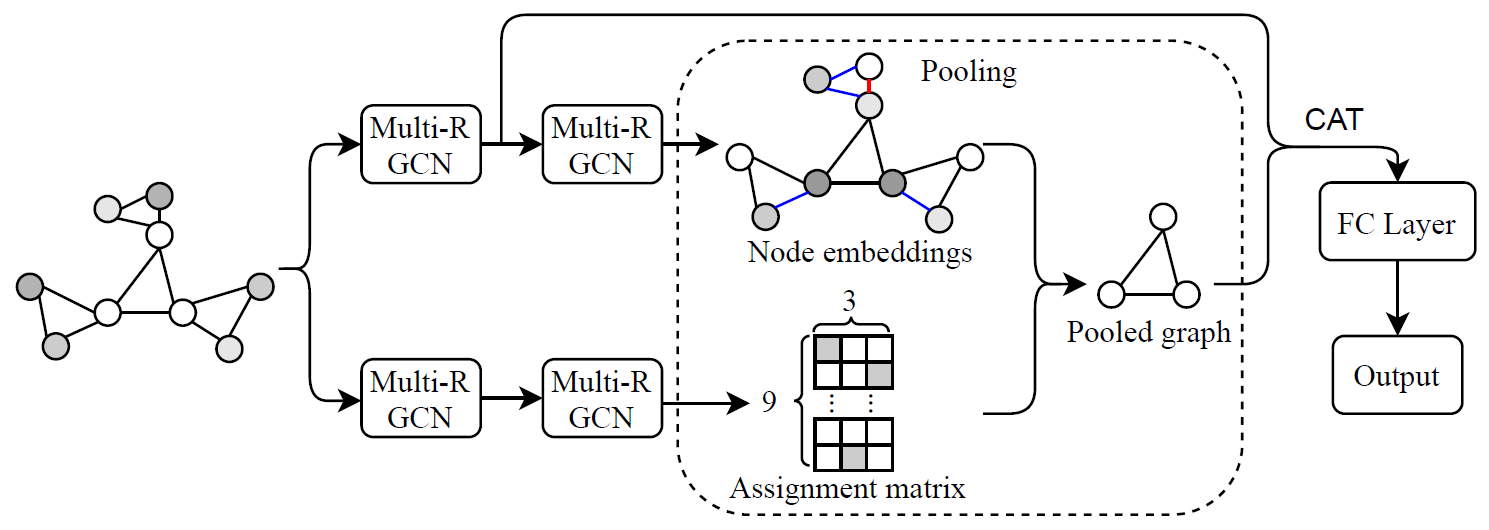 Pooling
Multi-R
GCN
Multi-R
GCN
CAT
FC Layer
Node embeddings
3
Pooled graph
Multi-R
GCN
Multi-R
GCN
9
Output
Assignment matrix